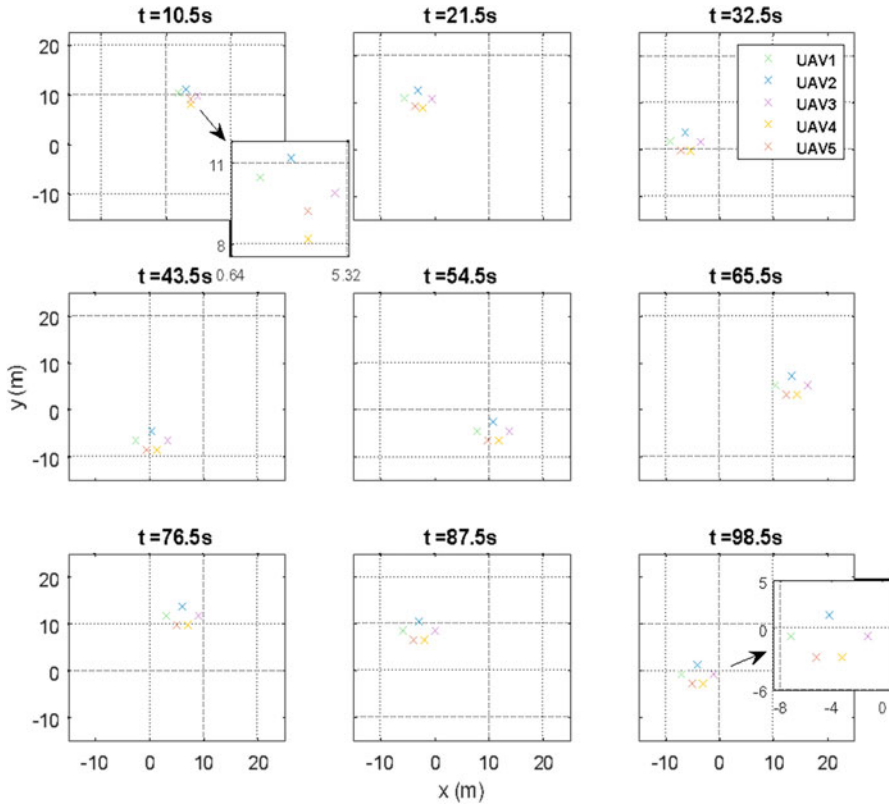 t =10.5s
t =21.5s
t =32.5s
20
10
0
-10
11
8
0.64
5.32
UAV1
UAV2
UAV3
UAV4
UAV5
t =43.5s
t =54.5s
t =65.5s
20
10
0
-10
y (m)
t =76.5s
t =87.5s
t =98.5s
20
10
0
-10
5
0
-6
-8
-4
0
-10
0
10
20
-10
0
10
20
-10
0
10
20
x (m)